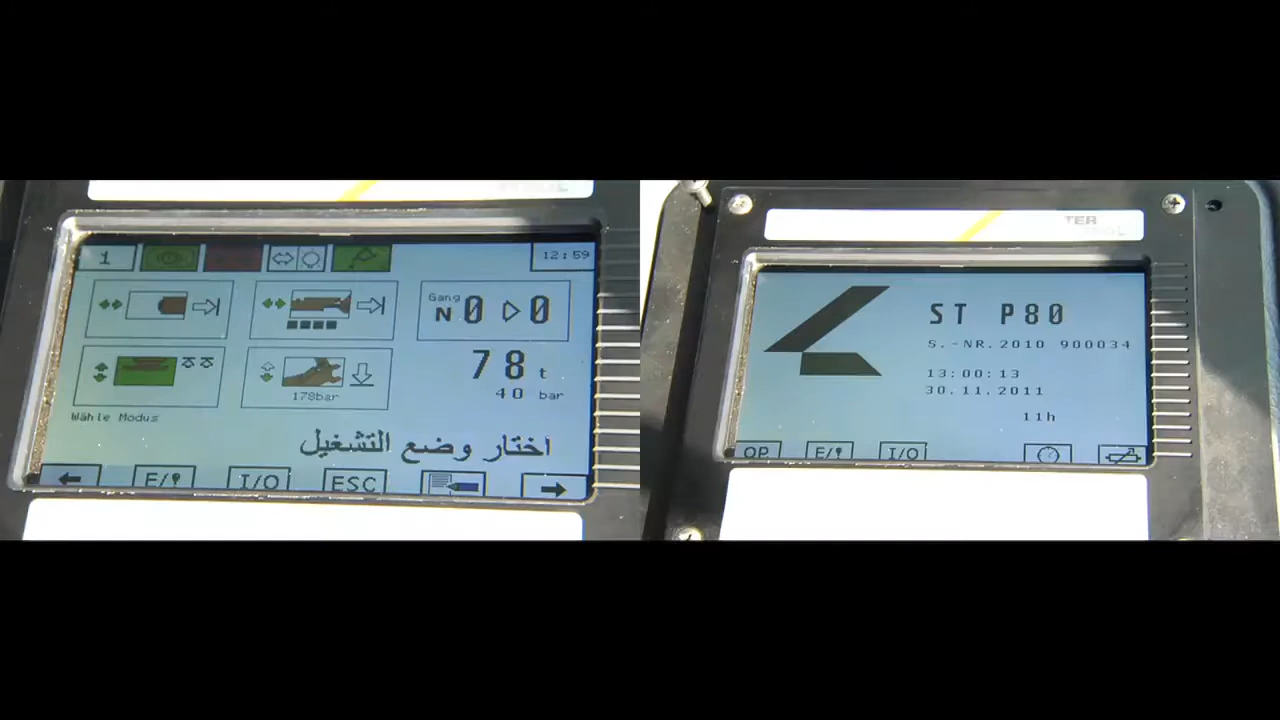 1
12:59
Gang
N 0 ▷ 0
78 t
178bar
40 bar
Wähle Modus
اختار وضع التشغيل
E/
I/O
ESC
TER
ST P80
S.-NR.2010 900034
13:00:13
30.11.2011
11h
OP
E/
I/O